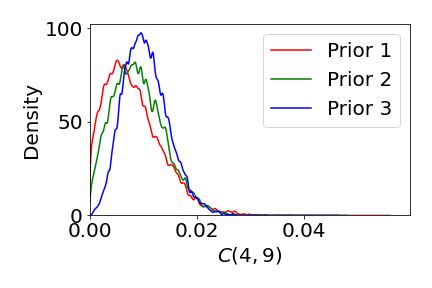 100
50
0
Density
0.00
0.02
0.04
C(4, 9)
Prior 1
Prior 2
Prior 3